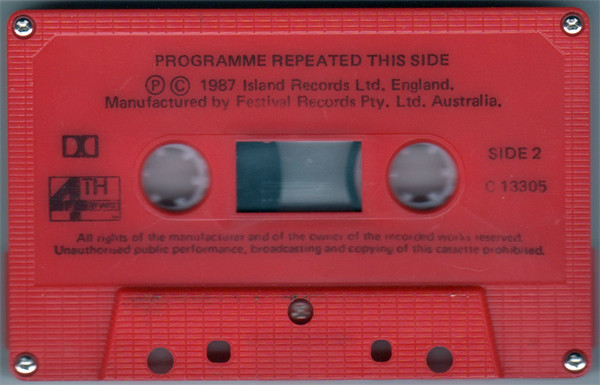 PROGRAMME REPEATED THIS SIDE
Ⓟ Ⓒ 1987 Island Records Ltd. England.
Manufactured by Festival Records Pty. Ltd. Australia.
SIDE 2
4TH
C 13305
All rights of the manufacturer and of the owner of the recorded works reserved.
Unauthorised public performance, broadcasting and copying of this cassette prohibited.